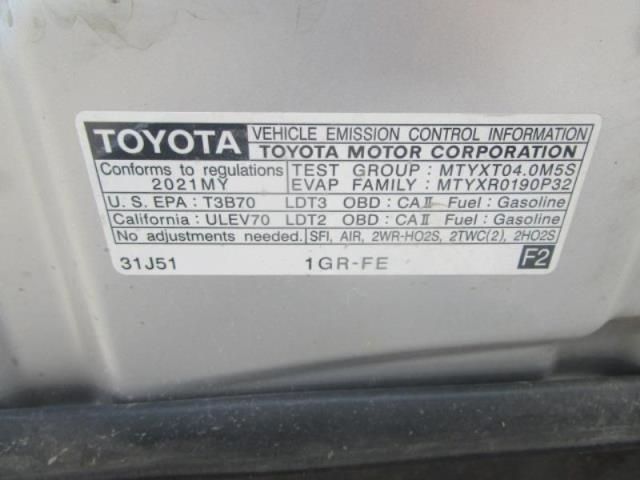 TOYOTA VEHICLE EMISSION CONTROL INFORMATION
TOYOTA MOTOR CORPORATION
Conforms to regulations TEST GROUP : MTYXT04.0M5S
2021MY EVAP FAMILY : MTYXR0190P32
U.S. EPA : T3B70 LDT3 OBD : CAⅡ Fuel : Gasoline
California : ULEV70 LDT2 OBD : CAⅡ Fuel : Gasoline
No adjustments needed. SFI, AIR, 2WR-HO2S, 2TWC(2), 2HO2S
31J51 1GR-FE F2